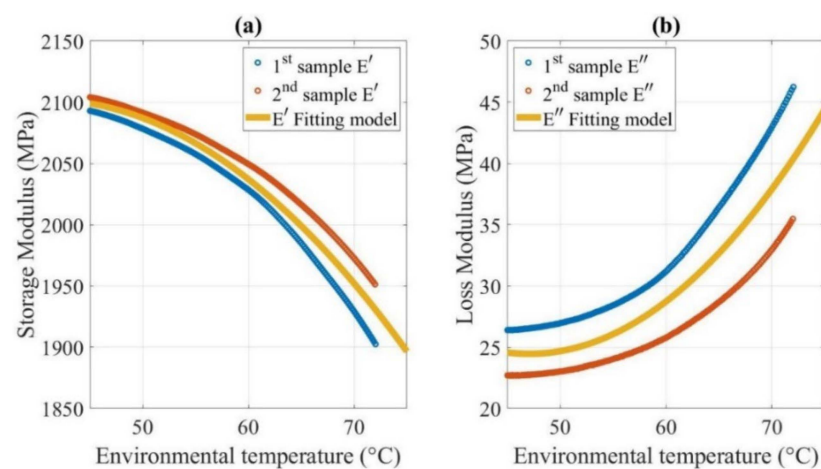 (a)
1st sample E′
2nd sample E′
E′ Fitting model
Storage Modulus (MPa)
2150
2100
2050
2000
1950
1900
1850
50
60
70
Environmental temperature (°C)
(b)
1st sample E″
2nd sample E″
E″ Fitting model
Loss Modulus (MPa)
50
45
40
35
30
25
20
50
60
70
Environmental temperature (°C)